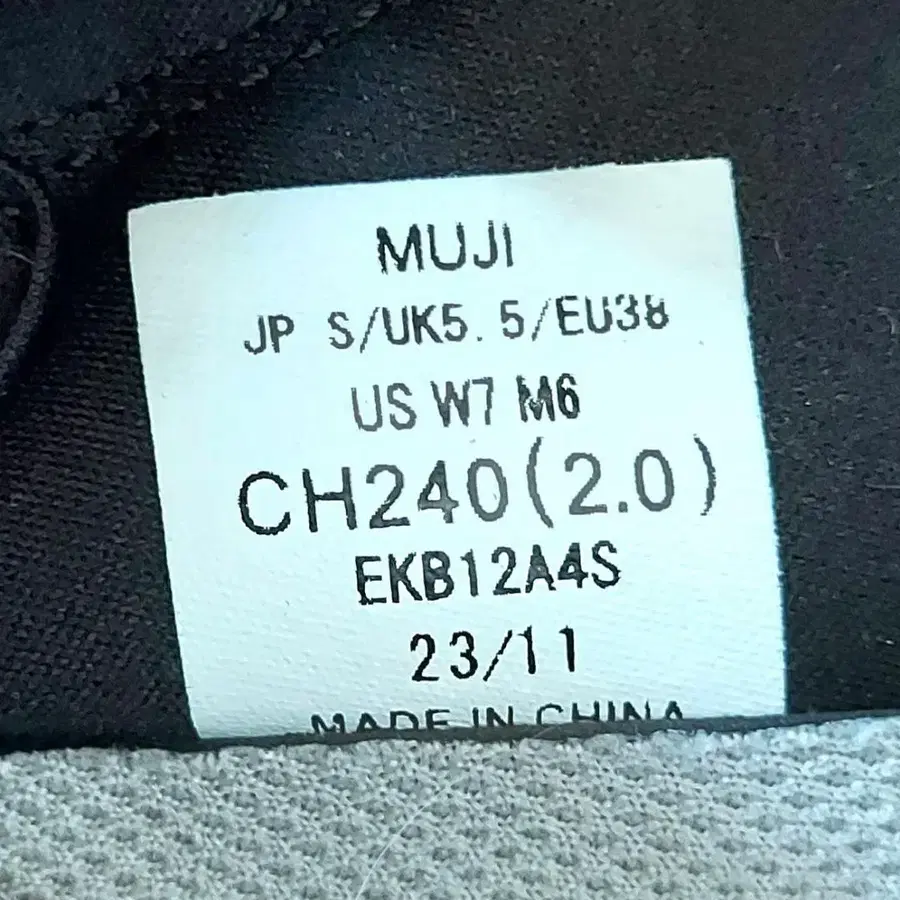 MUJI
JP S/UK5.5/EU38
US W7 M6
CH240(2.0)
EKB12A4S
23/11
MADE IN CHINA